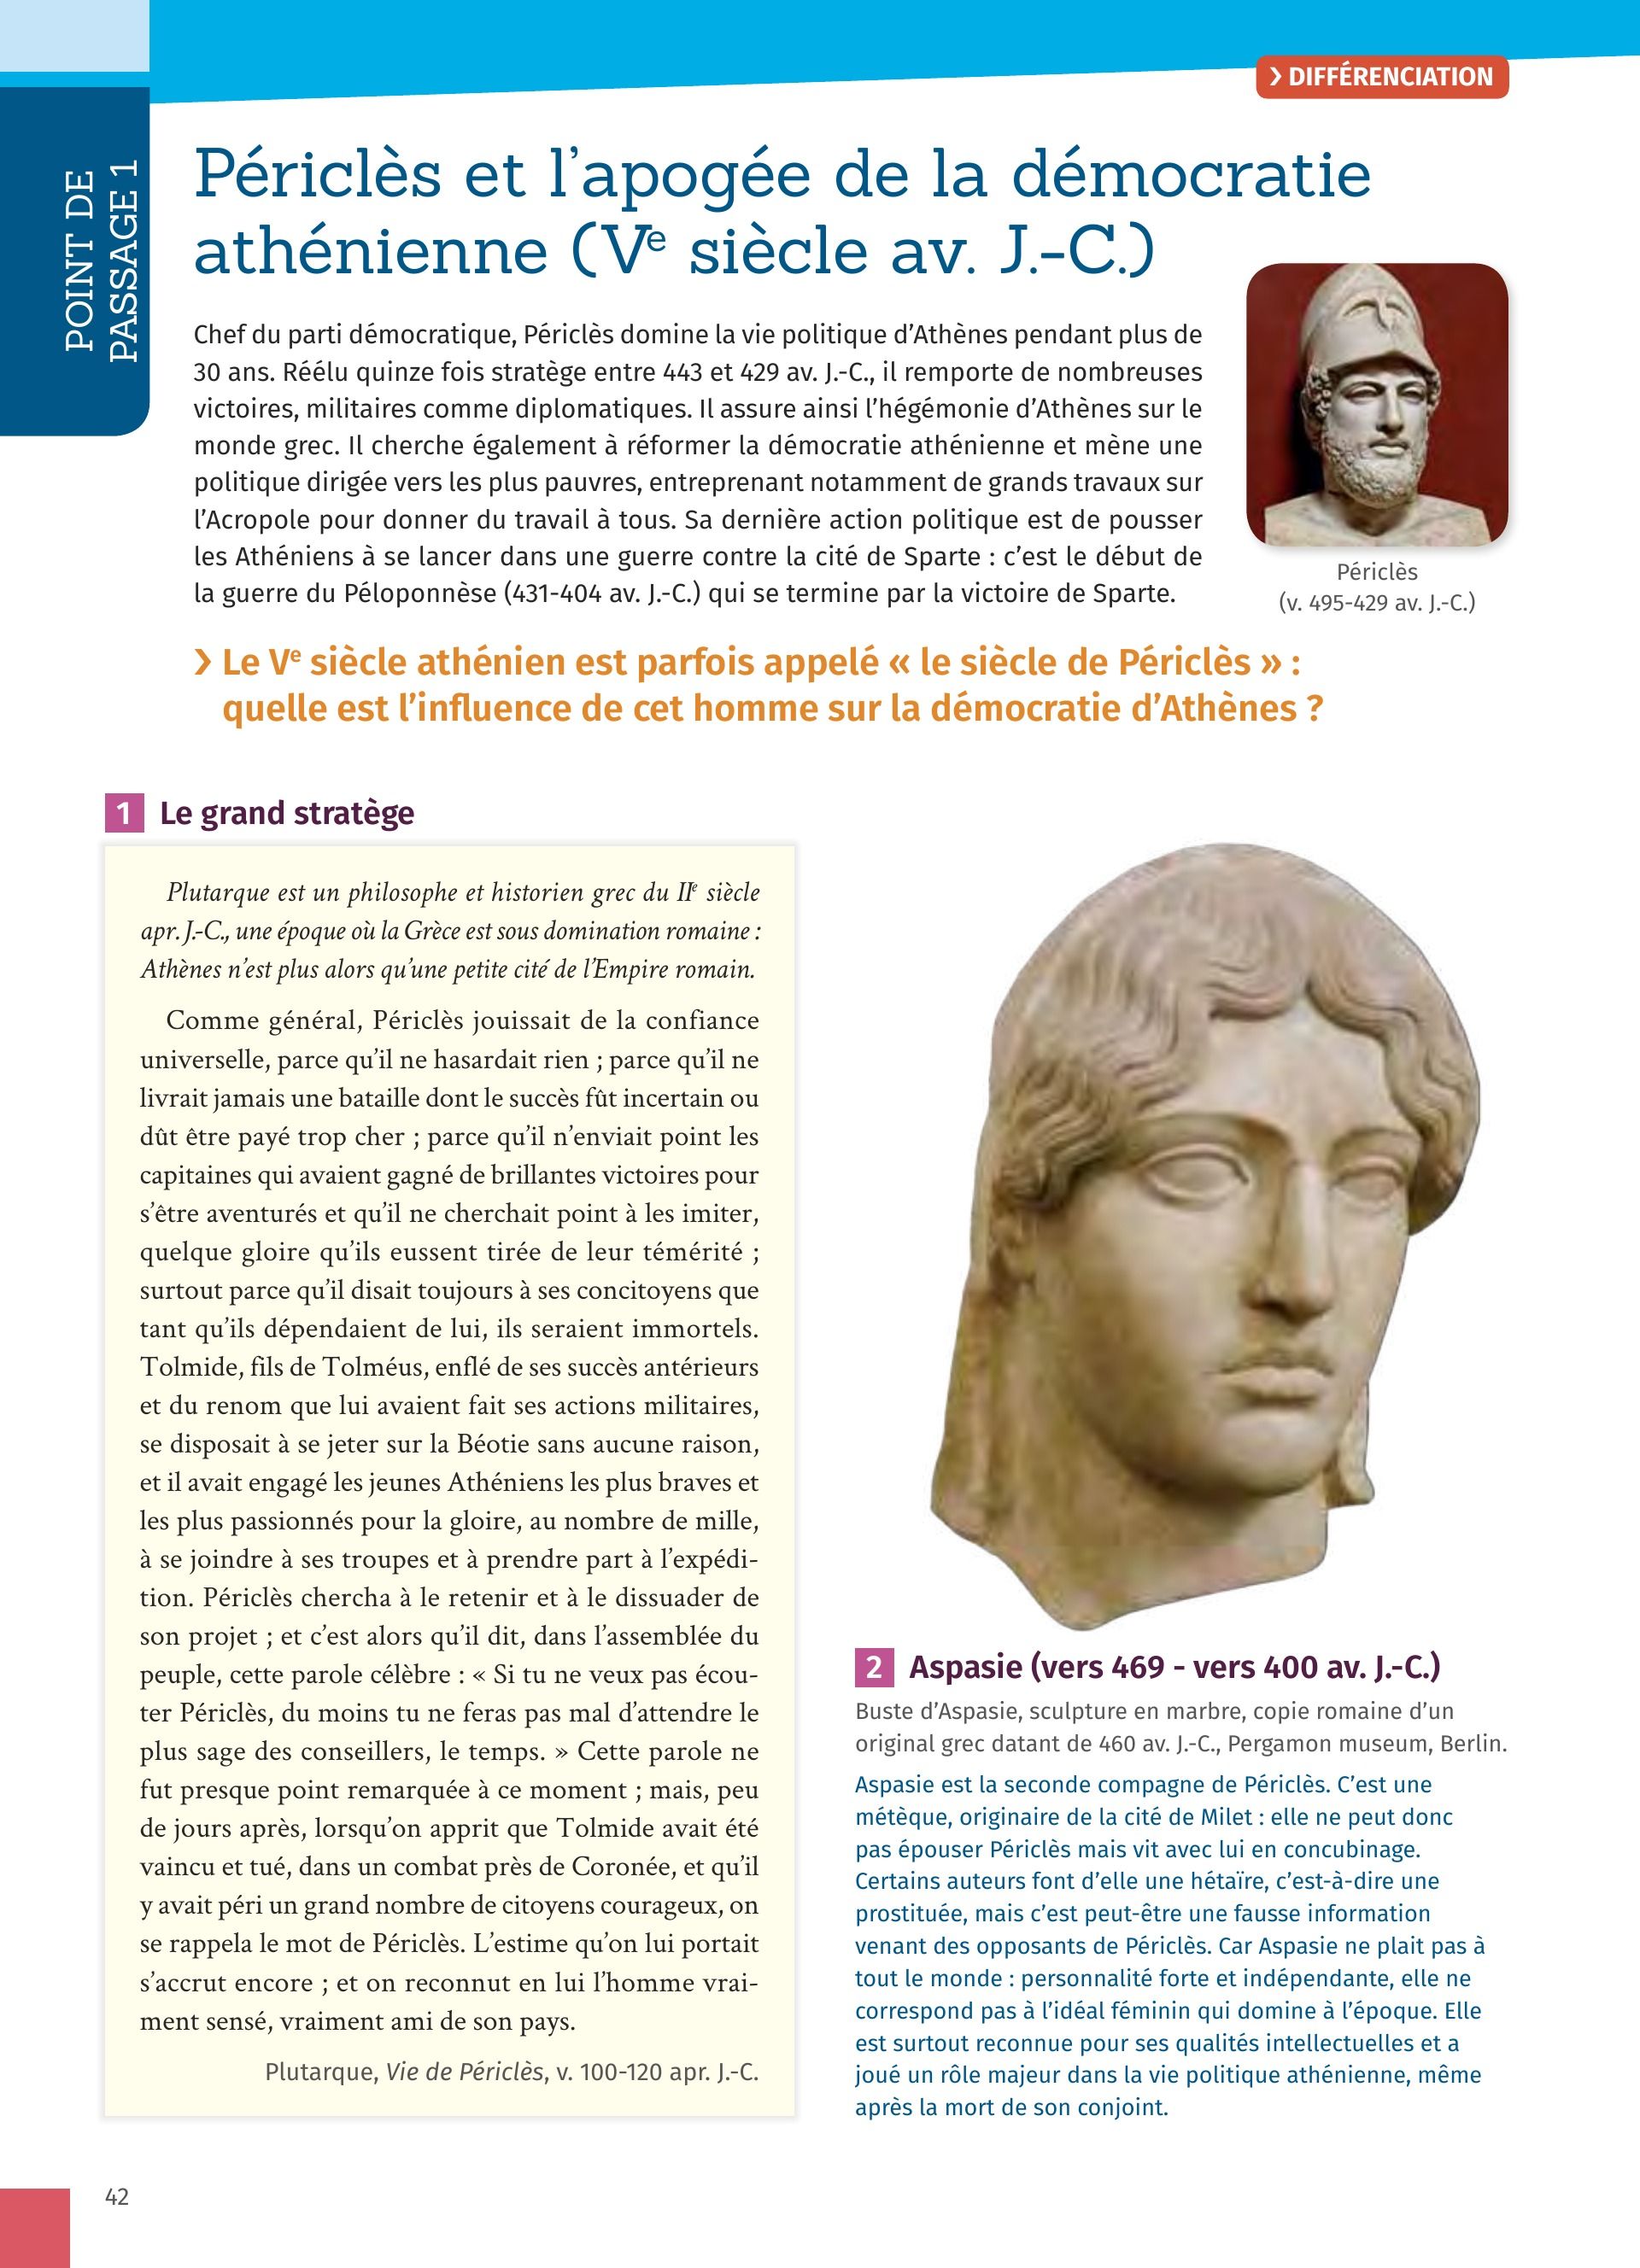 › DIFFÉRENCIATION
POINT DE
PASSAGE 1
Périclès et l’apogée de la démocratie
athénienne (Ve siècle av. J.-C.)
Chef du parti démocratique, Périclès domine la vie politique d’Athènes pendant plus de
30 ans. Réélu quinze fois stratège entre 443 et 429 av. J.-C., il remporte de nombreuses
victoires, militaires comme diplomatiques. Il assure ainsi l’hégémonie d’Athènes sur le
monde grec. Il cherche également à réformer la démocratie athénienne et mène une
politique dirigée vers les plus pauvres, entreprenant notamment de grands travaux sur
l’Acropole pour donner du travail à tous. Sa dernière action politique est de pousser
les Athéniens à se lancer dans une guerre contre la cité de Sparte : c’est le début de
la guerre du Péloponnèse (431-404 av. J.-C.) qui se termine par la victoire de Sparte.
Périclès
(v. 495-429 av. J.-C.)
› Le Ve siècle athénien est parfois appelé « le siècle de Périclès » :
quelle est l’influence de cet homme sur la démocratie d’Athènes ?
1 Le grand stratège
Plutarque est un philosophe et historien grec du IIe siècle
apr. J.-C., une époque où la Grèce est sous domination romaine :
Athènes n’est plus alors qu’une petite cité de l’Empire romain.
Comme général, Périclès jouissait de la confiance
universelle, parce qu’il ne hasardait rien ; parce qu’il ne
livrait jamais une bataille dont le succès fût incertain ou
dût être payé trop cher ; parce qu’il n’enviait point les
capitaines qui avaient gagné de brillantes victoires pour
s’être aventurés et qu’il ne cherchait point à les imiter,
quelque gloire qu’ils eussent tirée de leur témérité ;
surtout parce qu’il disait toujours à ses concitoyens que
tant qu’ils dépendaient de lui, ils seraient immortels.
Tolmide, fils de Tolméus, enflé de ses succès antérieurs
et du renom que lui avaient fait ses actions militaires,
se disposait à se jeter sur la Béotie sans aucune raison,
et il avait engagé les jeunes Athéniens les plus braves et
les plus passionnés pour la gloire, au nombre de mille,
à se joindre à ses troupes et à prendre part à l’expédi-
tion. Périclès chercha à le retenir et à le dissuader de
son projet ; et c’est alors qu’il dit, dans l’assemblée du
peuple, cette parole célèbre : « Si tu ne veux pas écou-
ter Périclès, du moins tu ne feras pas mal d’attendre le
plus sage des conseillers, le temps. » Cette parole ne
fut presque point remarquée à ce moment ; mais, peu
de jours après, lorsqu’on apprit que Tolmide avait été
vaincu et tué, dans un combat près de Coronée, et qu’il
y avait péri un grand nombre de citoyens courageux, on
se rappela le mot de Périclès. L’estime qu’on lui portait
s’accrut encore ; et on reconnut en lui l’homme vrai-
ment sensé, vraiment ami de son pays.
Plutarque, Vie de Périclès, v. 100-120 apr. J.-C.
2 Aspasie (vers 469 - vers 400 av. J.-C.)
Buste d’Aspasie, sculpture en marbre, copie romaine d’un
original grec datant de 460 av. J.-C., Pergamon museum, Berlin.
Aspasie est la seconde compagne de Périclès. C’est une
métèque, originaire de la cité de Milet : elle ne peut donc
pas épouser Périclès mais vit avec lui en concubinage.
Certains auteurs font d’elle une hétaïre, c’est-à-dire une
prostituée, mais c’est peut-être une fausse information
venant des opposants de Périclès. Car Aspasie ne plait pas à
tout le monde : personnalité forte et indépendante, elle ne
correspond pas à l’idéal féminin qui domine à l’époque. Elle
est surtout reconnue pour ses qualités intellectuelles et a
joué un rôle majeur dans la vie politique athénienne, même
après la mort de son conjoint.
42